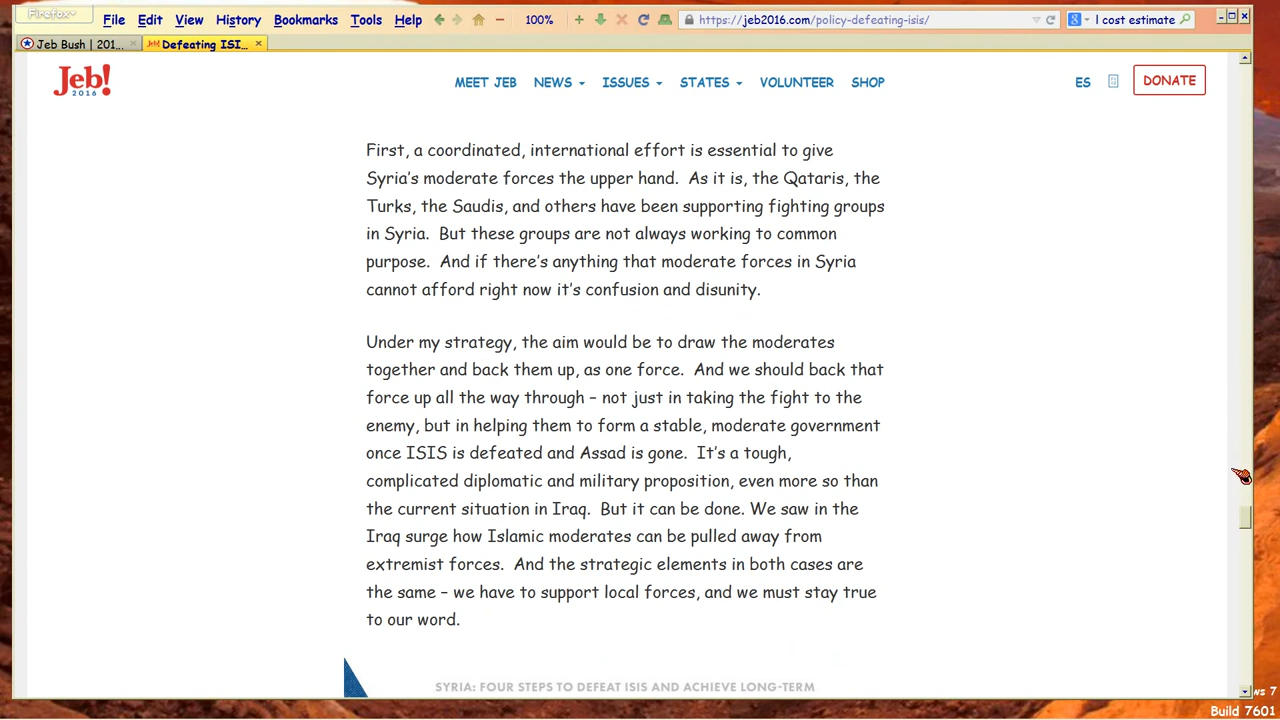 Firefox
File Edit View History Bookmarks Tools Help 100% https://jeb2016.com/policy-defeating-isis/ I cost estimate
Jeb Bush | 201... Jeb! Defeating ISI...
Jeb!
2016
MEET JEB NEWS ISSUES STATES VOLUNTEER SHOP ES DONATE
First, a coordinated, international effort is essential to give
Syria's moderate forces the upper hand. As it is, the Qataris, the
Turks, the Saudis, and others have been supporting fighting groups
in Syria. But these groups are not always working to common
purpose. And if there's anything that moderate forces in Syria
cannot afford right now it's confusion and disunity.
Under my strategy, the aim would be to draw the moderates
together and back them up, as one force. And we should back that
force up all the way through – not just in taking the fight to the
enemy, but in helping them to form a stable, moderate government
once ISIS is defeated and Assad is gone. It's a tough,
complicated diplomatic and military proposition, even more so than
the current situation in Iraq. But it can be done. We saw in the
Iraq surge how Islamic moderates can be pulled away from
extremist forces. And the strategic elements in both cases are
the same – we have to support local forces, and we must stay true
to our word.
SYRIA: FOUR STEPS TO DEFEAT ISIS AND ACHIEVE LONG-TERM
ws 7
Build 7601